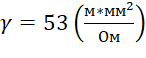 γ = 53 (м*мм²/Ом)